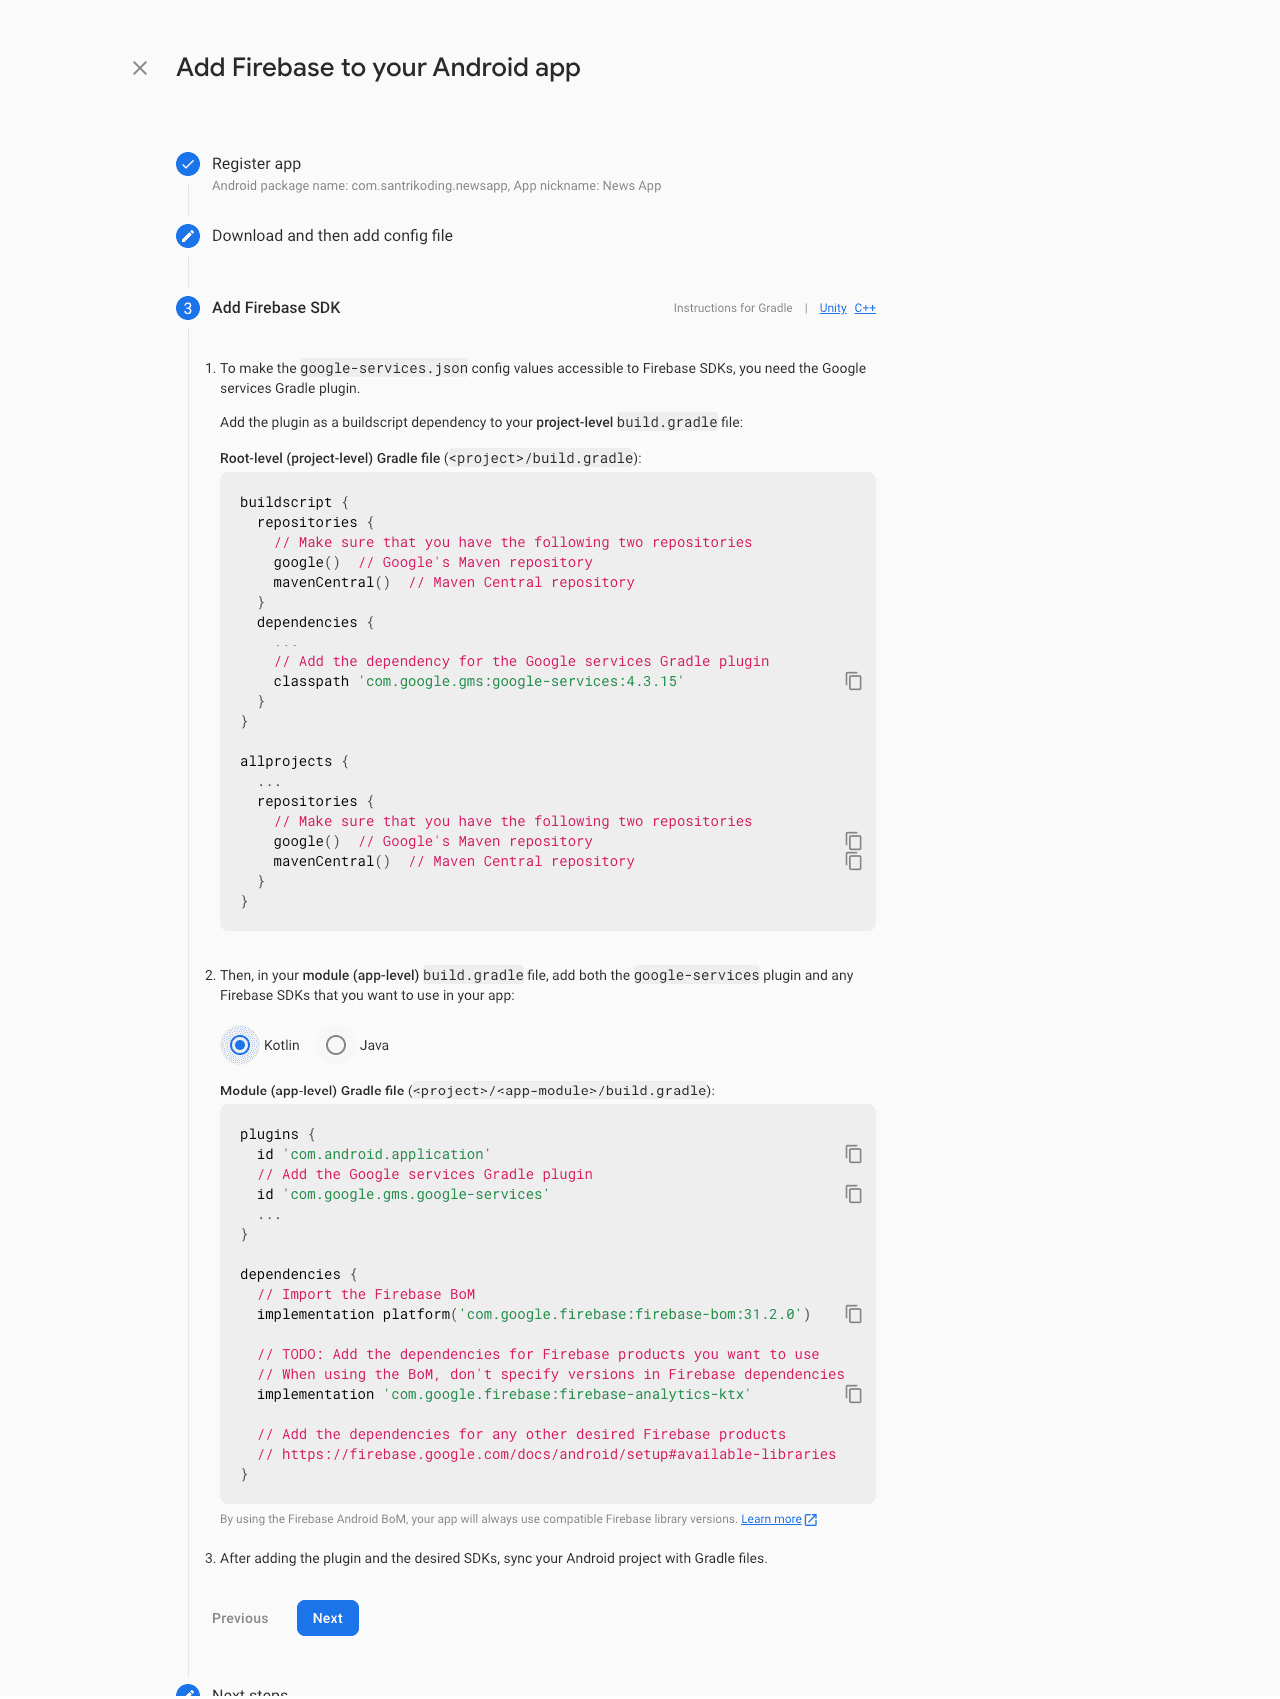 Add Firebase to your Android app
Register app
Android package name: com.santrikoding.newsapp, App nickname: News App
Download and then add config file
3 Add Firebase SDK
Instructions for Gradle | Unity C++
1. To make the google-services.json config values accessible to Firebase SDKs, you need the Google
services Gradle plugin.
Add the plugin as a buildscript dependency to your project-level build.gradle file:
Root-level (project-level) Gradle file (<project>/build.gradle):
buildscript {
  repositories {
    // Make sure that you have the following two repositories
    google()  // Google's Maven repository
    mavenCentral()  // Maven Central repository
  }
  dependencies {
    ...
    // Add the dependency for the Google services Gradle plugin
    classpath 'com.google.gms:google-services:4.3.15'
  }
}
allprojects {
  ...
  repositories {
    // Make sure that you have the following two repositories
    google()  // Google's Maven repository
    mavenCentral()  // Maven Central repository
  }
}
2. Then, in your module (app-level) build.gradle file, add both the google-services plugin and any
Firebase SDKs that you want to use in your app:
Kotlin Java
Module (app-level) Gradle file (<project>/<app-module>/build.gradle):
plugins {
  id 'com.android.application'
  // Add the Google services Gradle plugin
  id 'com.google.gms.google-services'
  ...
}
dependencies {
  // Import the Firebase BoM
  implementation platform('com.google.firebase:firebase-bom:31.2.0')
  // TODO: Add the dependencies for Firebase products you want to use
  // When using the BoM, don't specify versions in Firebase dependencies
  implementation 'com.google.firebase:firebase-analytics-ktx'
  // Add the dependencies for any other desired Firebase products
  // https://firebase.google.com/docs/android/setup#available-libraries
}
By using the Firebase Android BoM, your app will always use compatible Firebase library versions. Learn more
3. After adding the plugin and the desired SDKs, sync your Android project with Gradle files.
Previous Next
Next steps